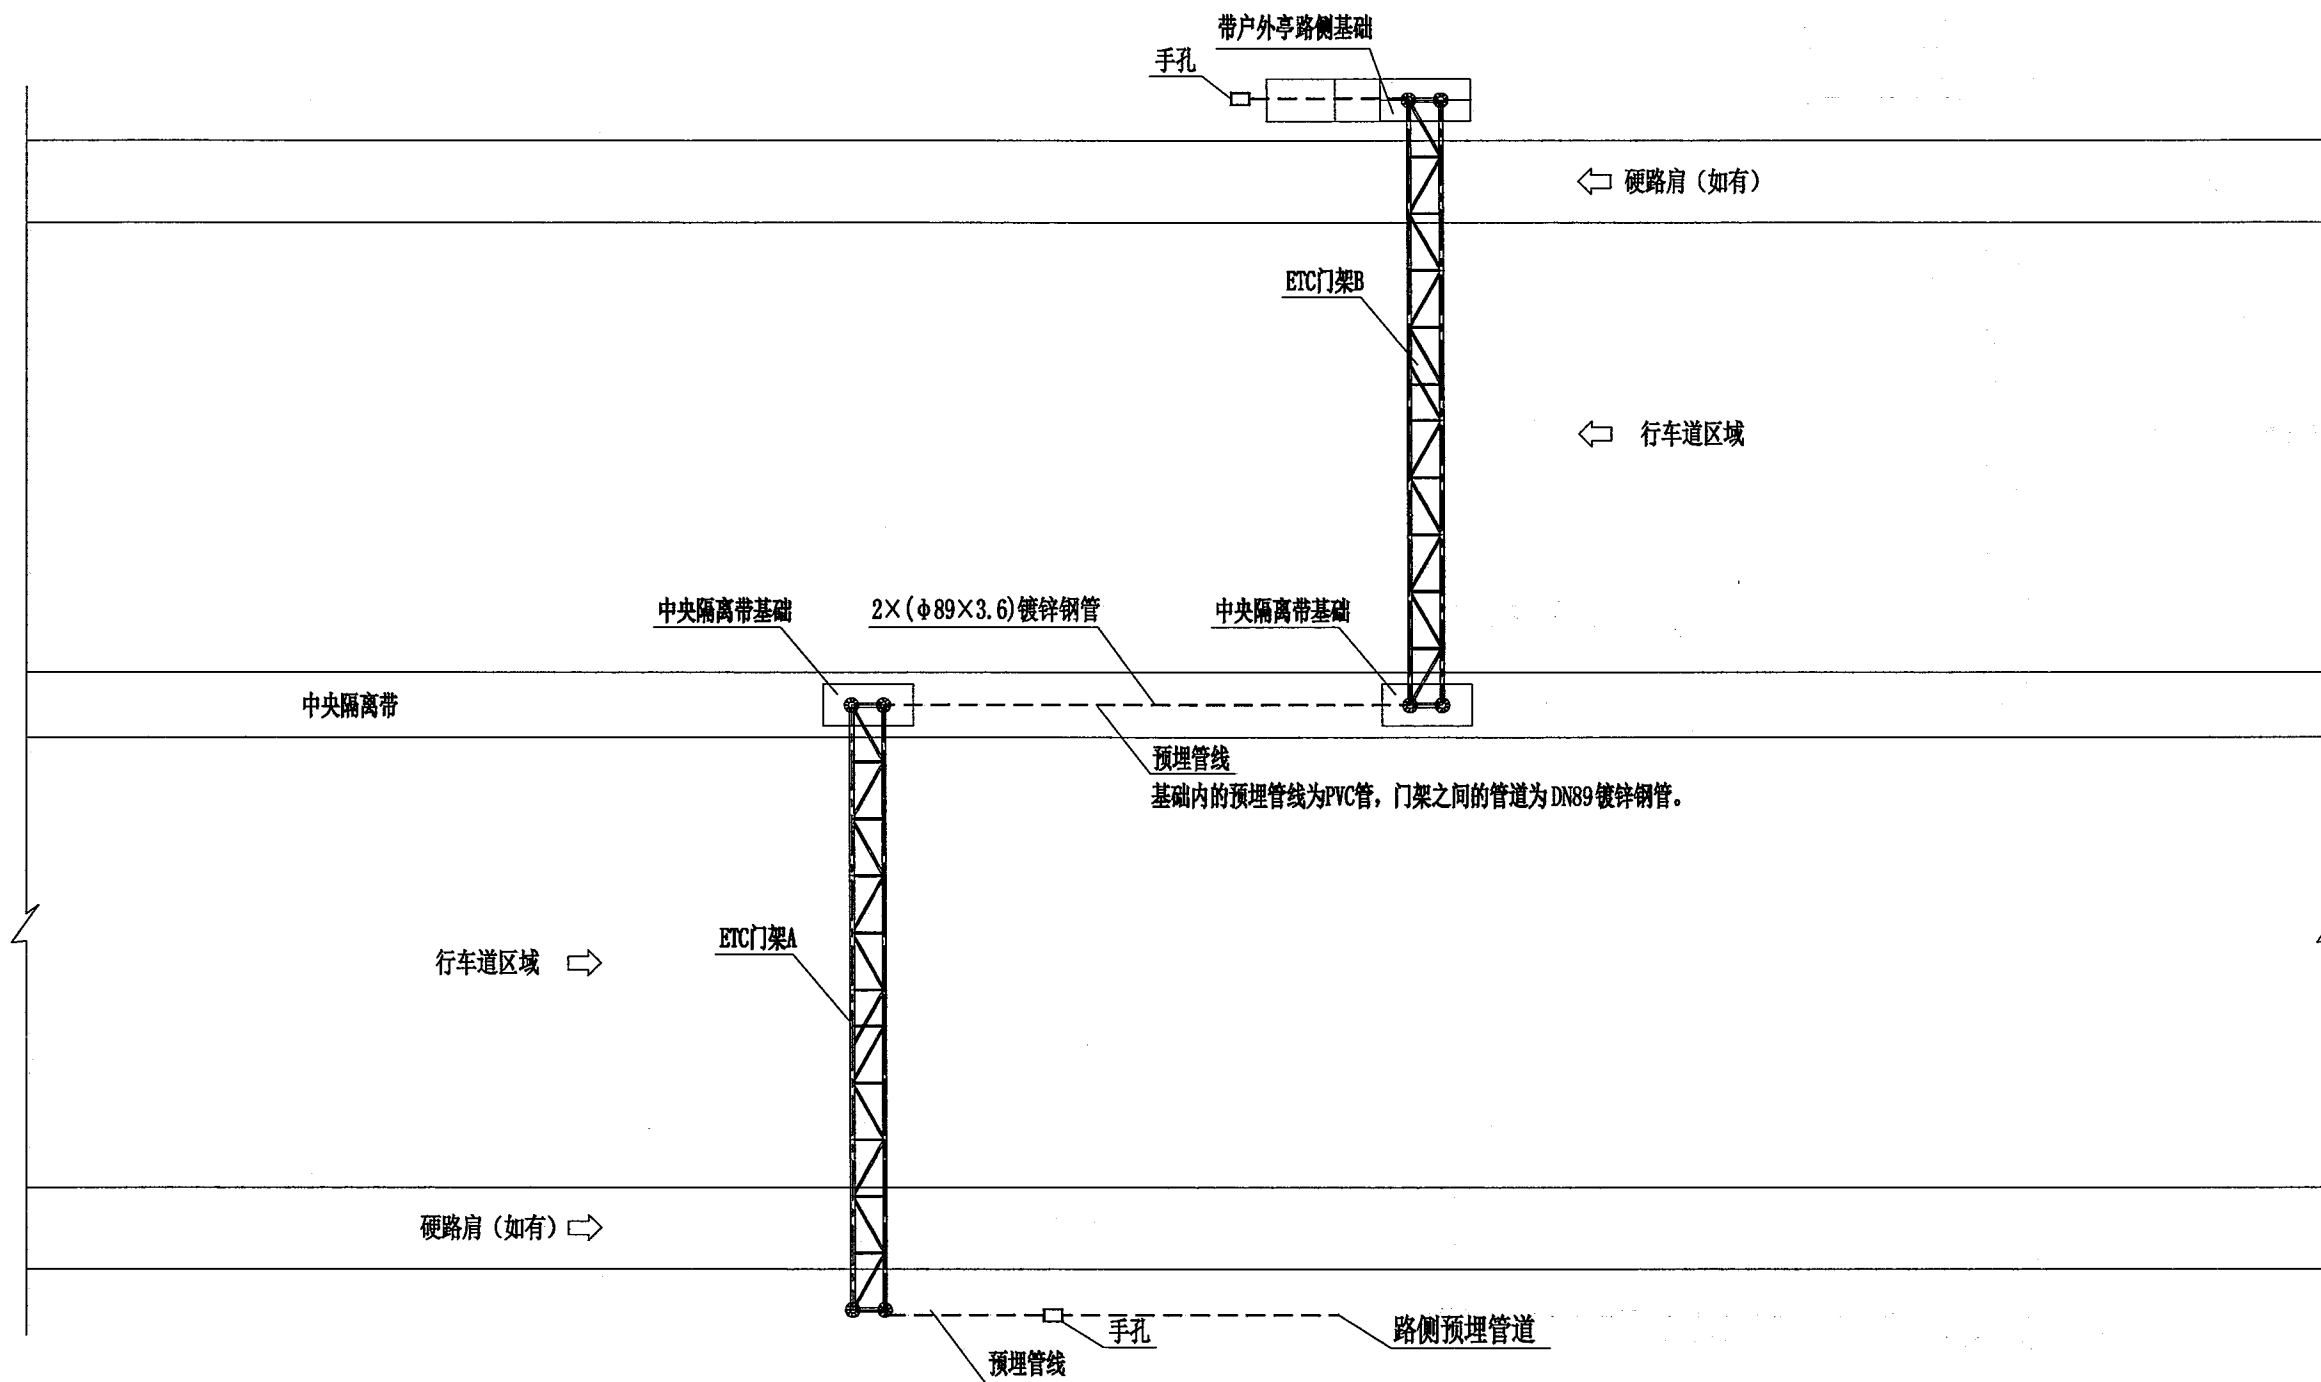 带户外亭路侧基础
手孔
硬路肩（如有）
ETC门架B
行车道区域
中央隔离带基础
2×(ф89×3.6)镀锌钢管
中央隔离带基础
中央隔离带
预埋管线
基础内的预埋管线为PVC管，门架之间的管道为DN89镀锌钢管。
ETC门架A
行车道区域
硬路肩（如有）
手孔
路侧预埋管道
预埋管线